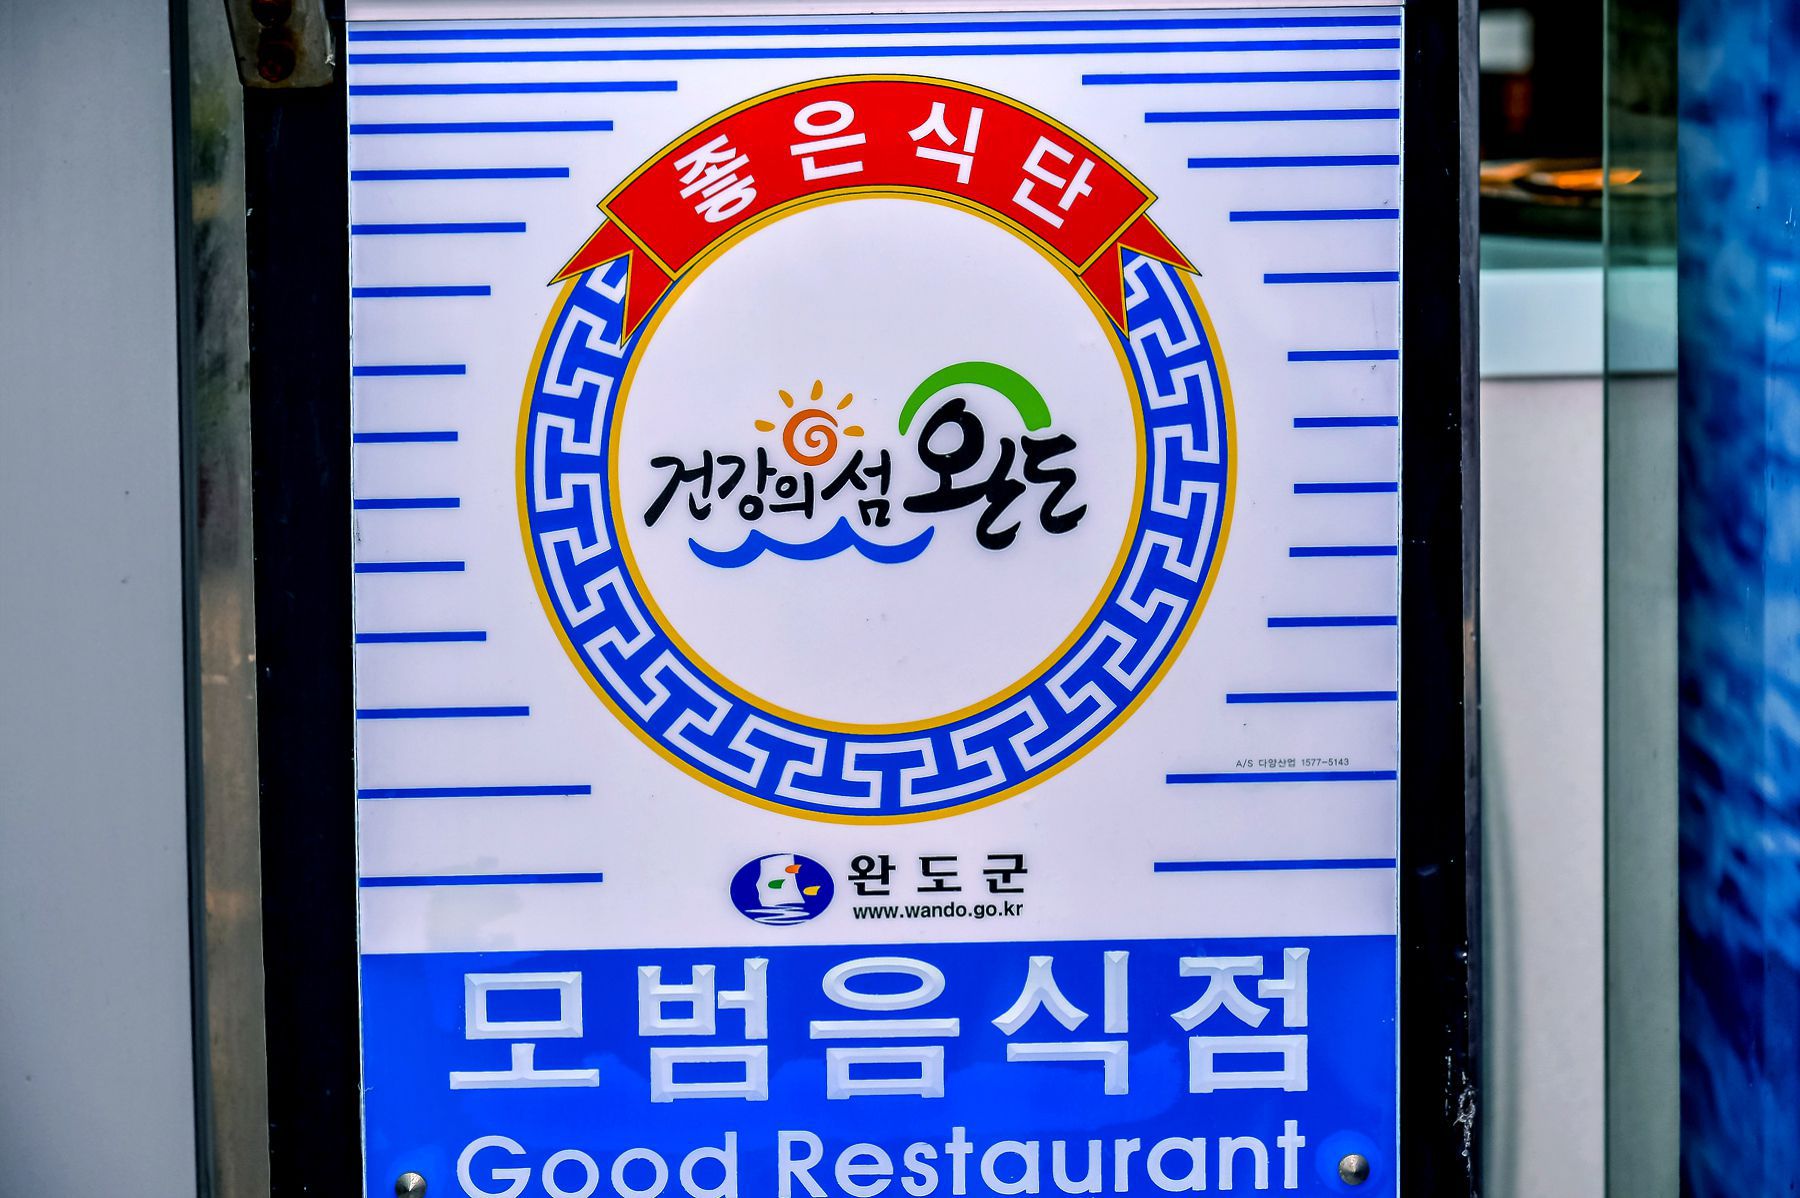 좋은식단
건강의 섬 완도
A/S 다양산업 1577-5143
완도군
www.wando.go.kr
모범음식점
Good Restaurant